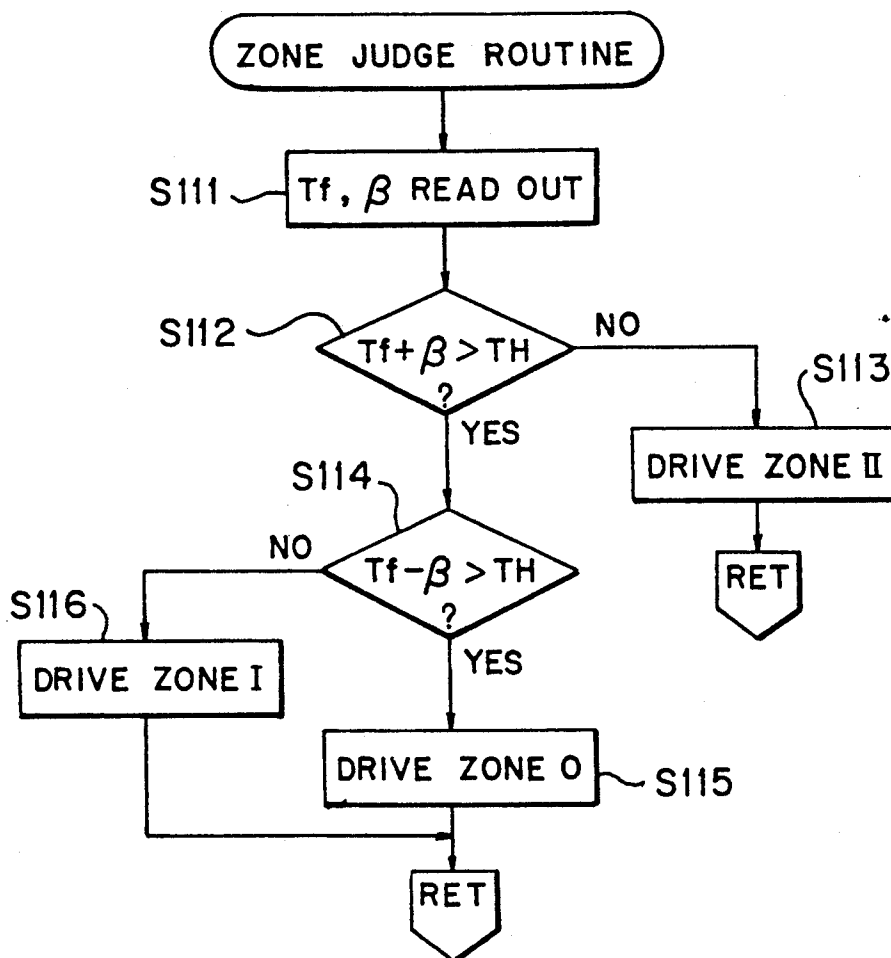 ZONE JUDGE ROUTINE
S111
Tf, β READ OUT
S112
Tf+β > TH
?
NO
YES
S113
DRIVE ZONE II
RET
S114
Tf-β > TH
?
NO
YES
S116
DRIVE ZONE I
DRIVE ZONE O
S115
RET